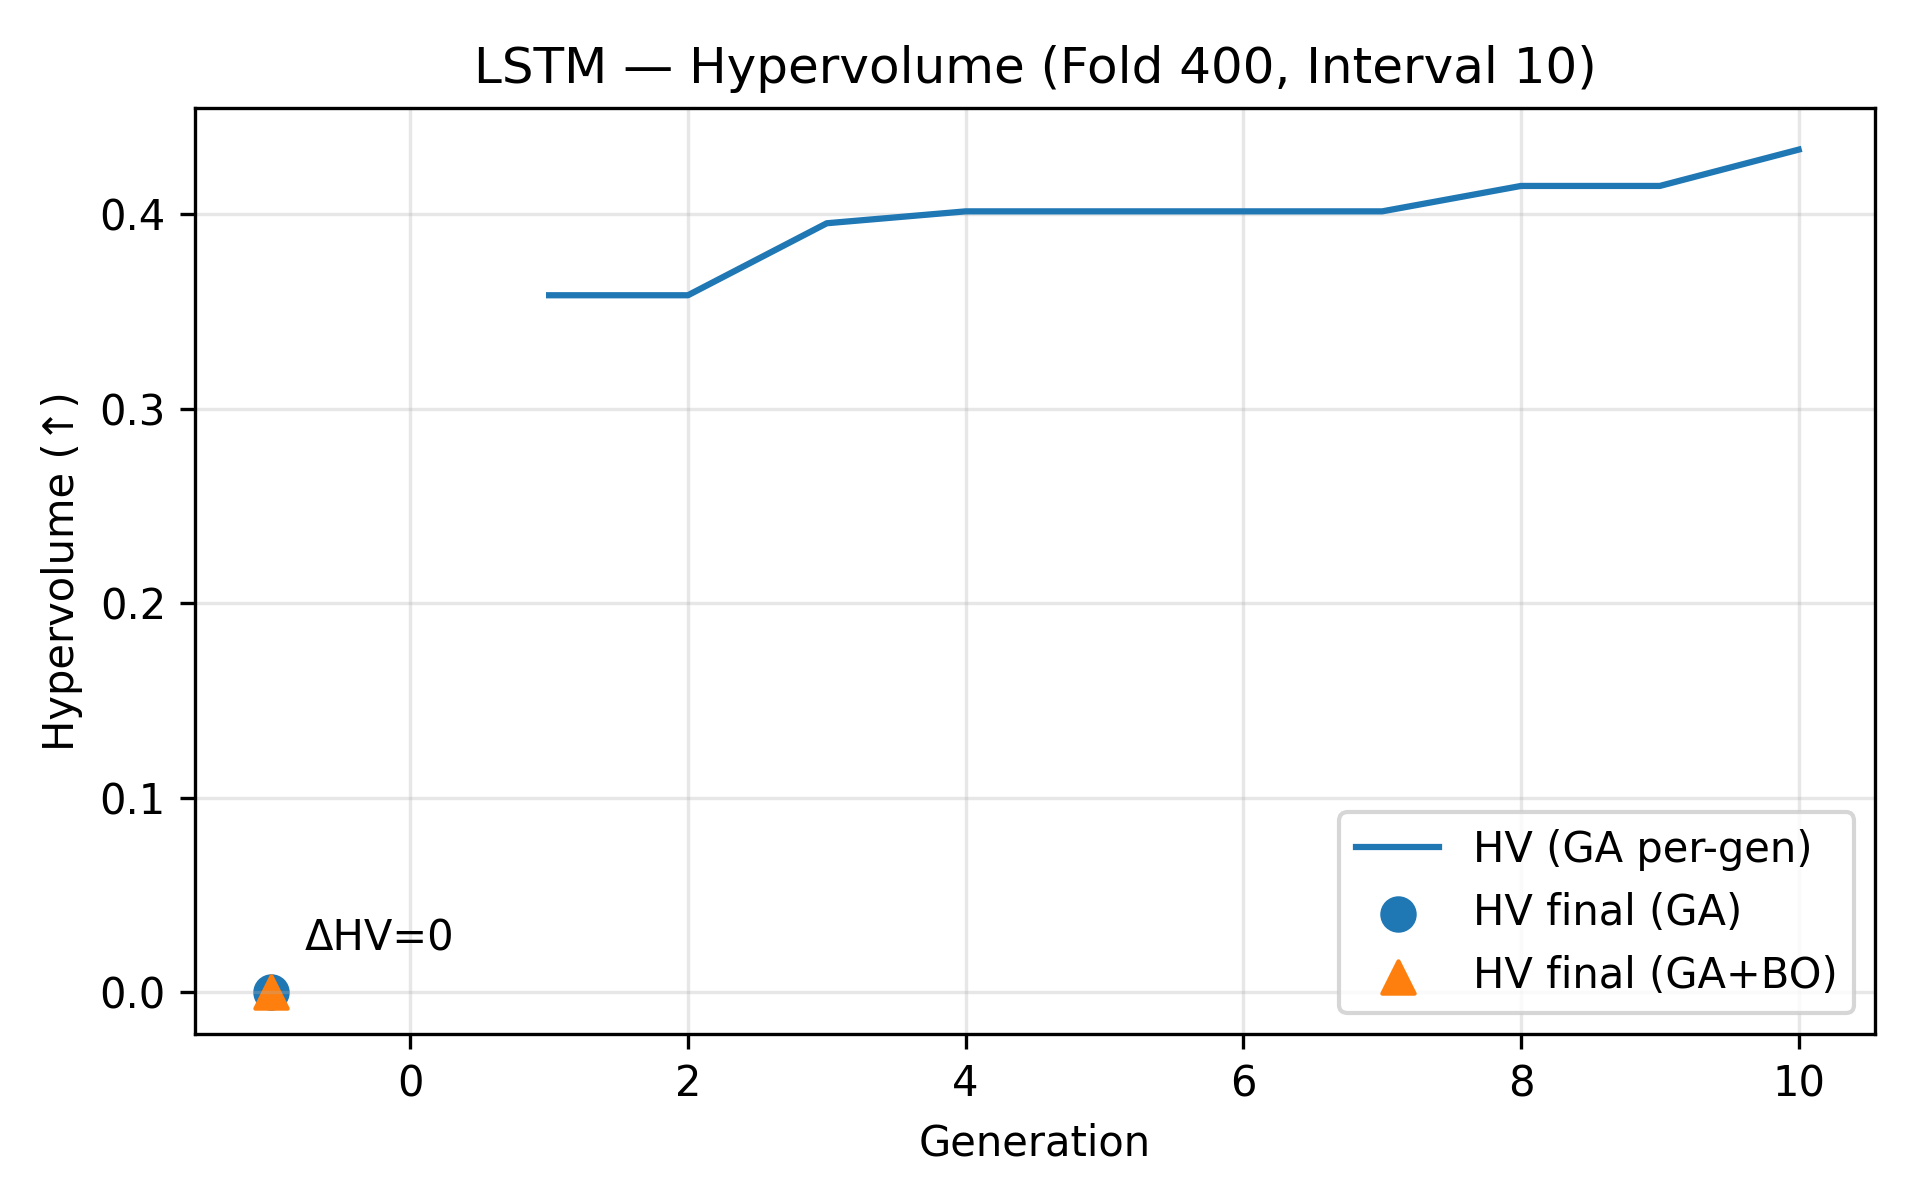 LSTM — Hypervolume (Fold 400, Interval 10)
Hypervolume (↑)
0.4
0.3
0.2
0.1
0.0
ΔHV=0
HV (GA per-gen)
HV final (GA)
HV final (GA+BO)
0 2 4 6 8 10
Generation